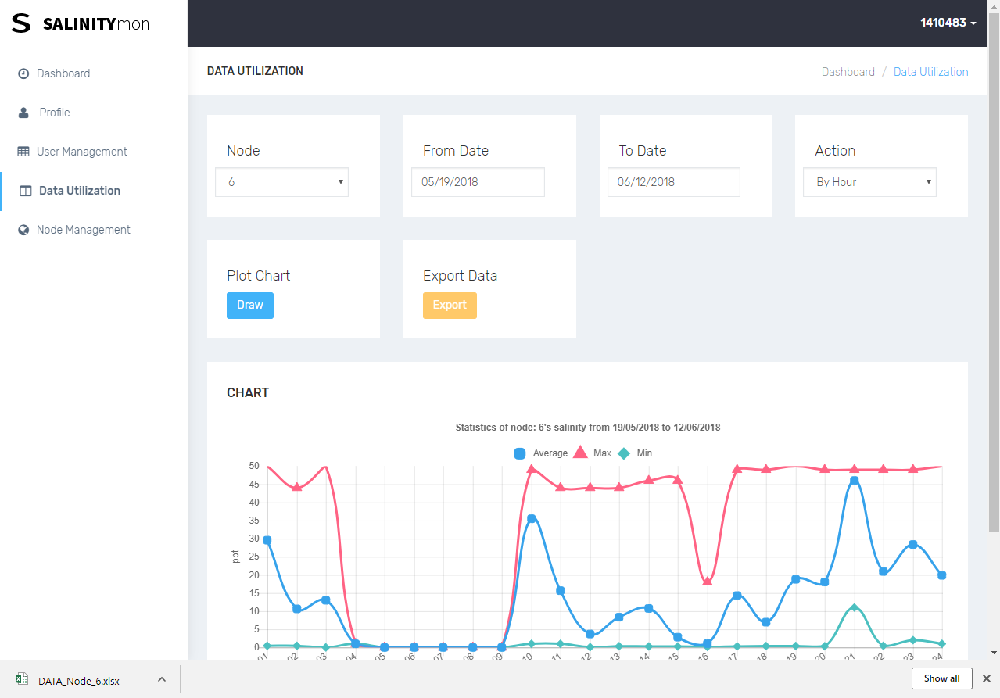 S SALINITYmon
1410483
Dashboard
Profile
User Management
Data Utilization
Node Management
DATA UTILIZATION
Dashboard / Data Utilization
Node
6
From Date
05/19/2018
To Date
06/12/2018
Action
By Hour
Plot Chart
Draw
Export Data
Export
CHART
Statistics of node: 6's salinity from 19/05/2018 to 12/06/2018
Average Max Min
50
45
40
35
30
25
20
15
10
5
0
ppt
01 02 03 04 05 06 07 08 09 10 11 12 13 14 15 16 17 18 19 20 21 22 23 24
DATA_Node_6.xlsx
Show all